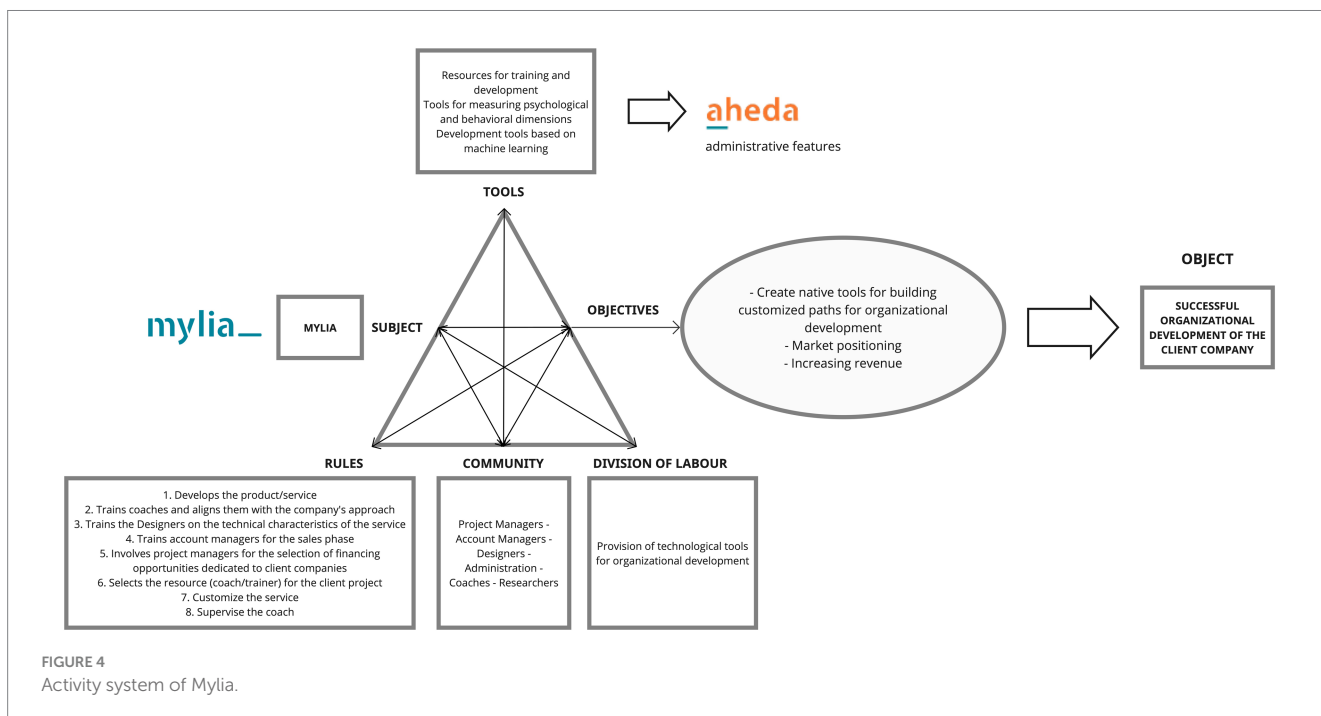 Resources for training and
development
Tools for measuring psychological
and behavioral dimensions
Development tools based on
machine learning
aheda
administrative features
TOOLS
mylia_
MYLIA
SUBJECT
OBJECTIVES
- Create native tools for building
customized paths for organizational
development
- Market positioning
- Increasing revenue
OBJECT
SUCCESSFUL
ORGANIZATIONAL
DEVELOPMENT OF THE
CLIENT COMPANY
RULES
1. Develops the product/service
2. Trains coaches and aligns them with the company's approach
3. Trains the Designers on the technical characteristics of the service
4. Trains account managers for the sales phase
5. Involves project managers for the selection of financing
opportunities dedicated to client companies
6. Selects the resource (coach/trainer) for the client project
7. Customize the service
8. Supervise the coach
COMMUNITY
Project Managers -
Account Managers -
Designers -
Administration -
Coaches - Researchers
DIVISION OF LABOUR
Provision of technological tools
for organizational development
FIGURE 4
Activity system of Mylia.